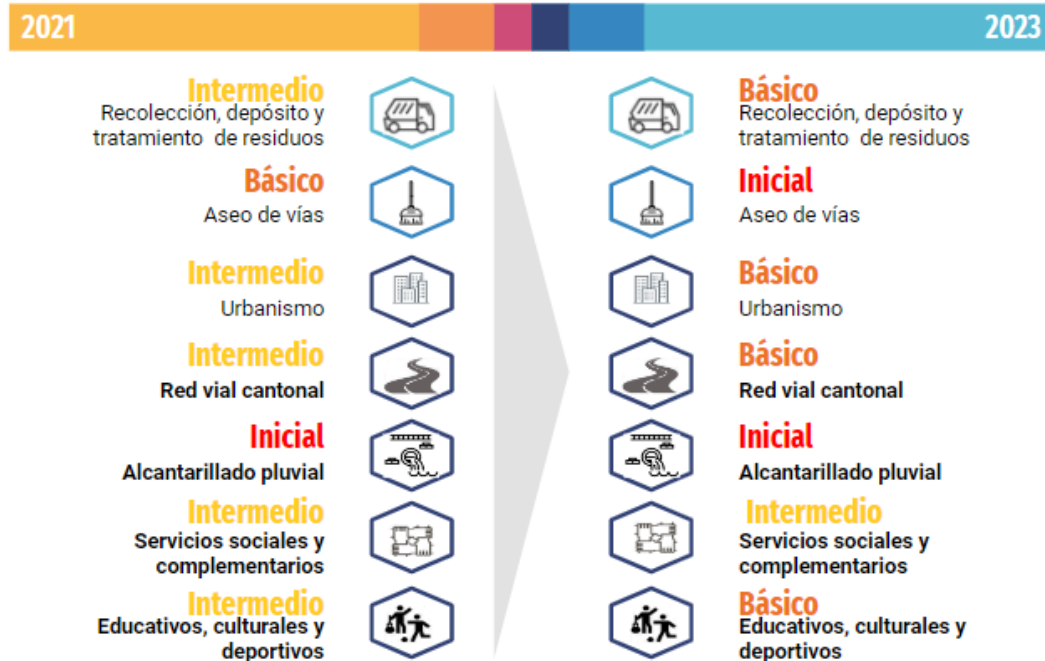 2021
2023
Intermedio
Recolección, depósito y
tratamiento de residuos
Básico
Recolección, depósito y
tratamiento de residuos
Básico
Aseo de vías
Inicial
Aseo de vías
Intermedio
Urbanismo
Básico
Urbanismo
Intermedio
Red vial cantonal
Básico
Red vial cantonal
Inicial
Alcantarillado pluvial
Inicial
Alcantarillado pluvial
Intermedio
Servicios sociales y
complementarios
Intermedio
Servicios sociales y
complementarios
Intermedio
Educativos, culturales y
deportivos
Básico
Educativos, culturales y
deportivos